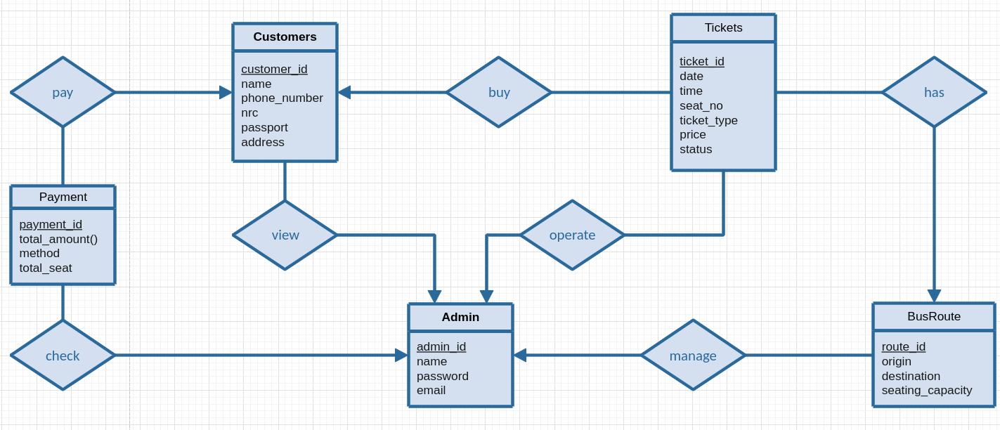 pay
Customers
customer_id
name
phone_number
nrc
passport
address
buy
Tickets
ticket_id
date
time
seat_no
ticket_type
price
status
has
Payment
payment_id
total_amount()
method
total_seat
view
operate
check
Admin
admin_id
name
password
email
manage
BusRoute
route_id
origin
destination
seating_capacity